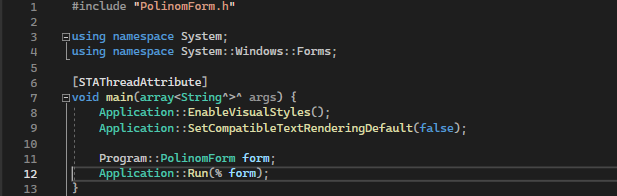 1 #include "PolinomForm.h"
2
3 using namespace System;
4 using namespace System::Windows::Forms;
5
6 [STAThreadAttribute]
7 void main(array<String^>^ args) {
8 Application::EnableVisualStyles();
9 Application::SetCompatibleTextRenderingDefault(false);
10
11 Program::PolinomForm form;
12 Application::Run(% form);
13 }